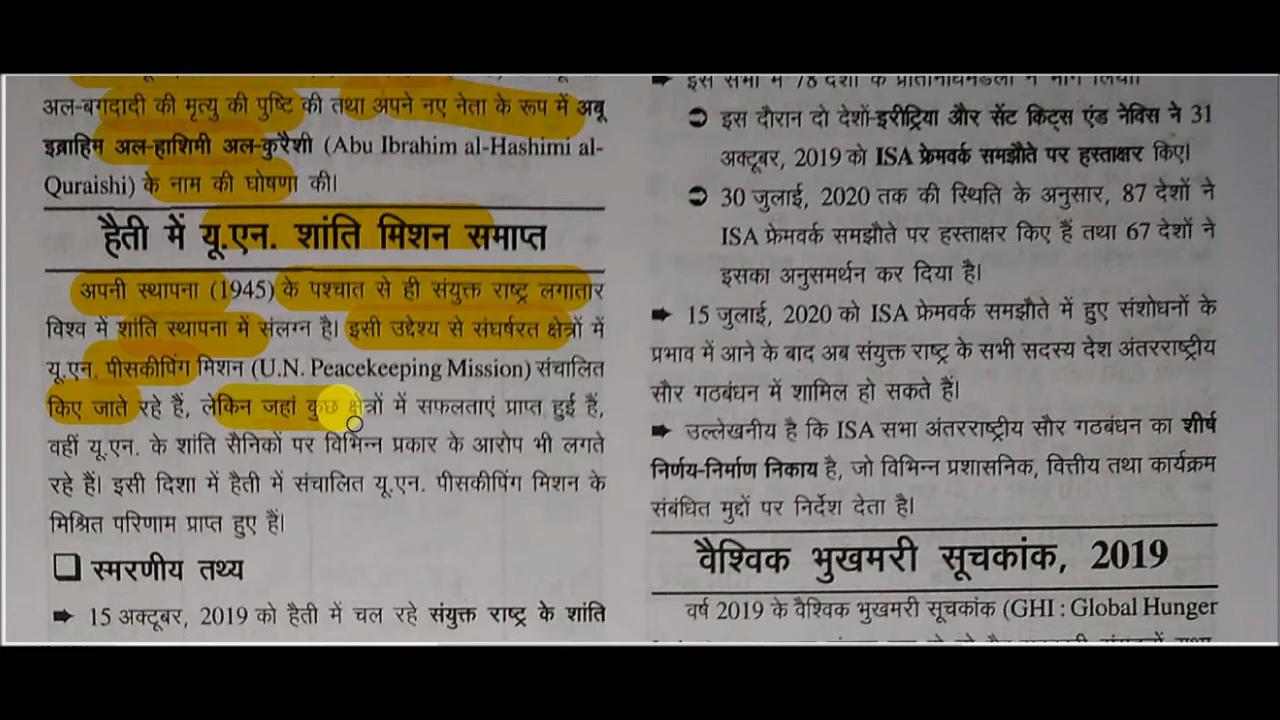 अल-बगदादी की मृत्यु की पुष्टि की तथा अपने नए नेता के रूप में अबू
इब्राहिम अल-हाशिमी अल-कुरैशी (Abu Ibrahim al-Hashimi al-
Quraishi) के नाम की घोषणा की।
हैती में यू.एन. शांति मिशन समाप्त
अपनी स्थापना (1945) के पश्चात से ही संयुक्त राष्ट्र लगातार
विश्व में शांति स्थापना में संलग्न है। इसी उद्देश्य से संघर्षरत क्षेत्रों में
यू.एन. पीसकीपिंग मिशन (U.N. Peacekeeping Mission) संचालित
किए जाते रहे हैं, लेकिन जहां कुछ क्षेत्रों में सफलताएं प्राप्त हुई है,
वहीं यू.एन. के शांति सैनिकों पर विभिन्न प्रकार के आरोप भी लगते
रहे हैं। इसी दिशा में हैती में संचालित यू.एन. पीसकीपिंग मिशन के
मिश्रित परिणाम प्राप्त हुए हैं।
❑ स्मरणीय तथ्य
➡ 15 अक्टूबर, 2019 को हैती में चल रहे संयुक्त राष्ट्र के शांति
➡ इस सभा में 78 देशों के प्रतिनिधिमंडलों ने भाग लिया।
➲ इस दौरान दो देशों-इरीट्रिया और सेंट किट्स एंड नेविस ने 31
अक्टूबर, 2019 को ISA फ्रेमवर्क समझौते पर हस्ताक्षर किए।
➲ 30 जुलाई, 2020 तक की स्थिति के अनुसार, 87 देशों ने
ISA फ्रेमवर्क समझौते पर हस्ताक्षर किए हैं तथा 67 देशों ने
इसका अनुसमर्थन कर दिया है।
➡ 15 जुलाई, 2020 को ISA फ्रेमवर्क समझौते में हुए संशोधनों के
प्रभाव में आने के बाद अब संयुक्त राष्ट्र के सभी सदस्य देश अंतरराष्ट्रीय
सौर गठबंधन में शामिल हो सकते हैं।
➡ उल्लेखनीय है कि ISA सभा अंतरराष्ट्रीय सौर गठबंधन का शीर्ष
निर्णय-निर्माण निकाय है, जो विभिन्न प्रशासनिक, वित्तीय तथा कार्यक्रम
संबंधित मुद्दों पर निर्देश देता है।
वैश्विक भुखमरी सूचकांक, 2019
वर्ष 2019 के वैश्विक भुखमरी सूचकांक (GHI : Global Hunger